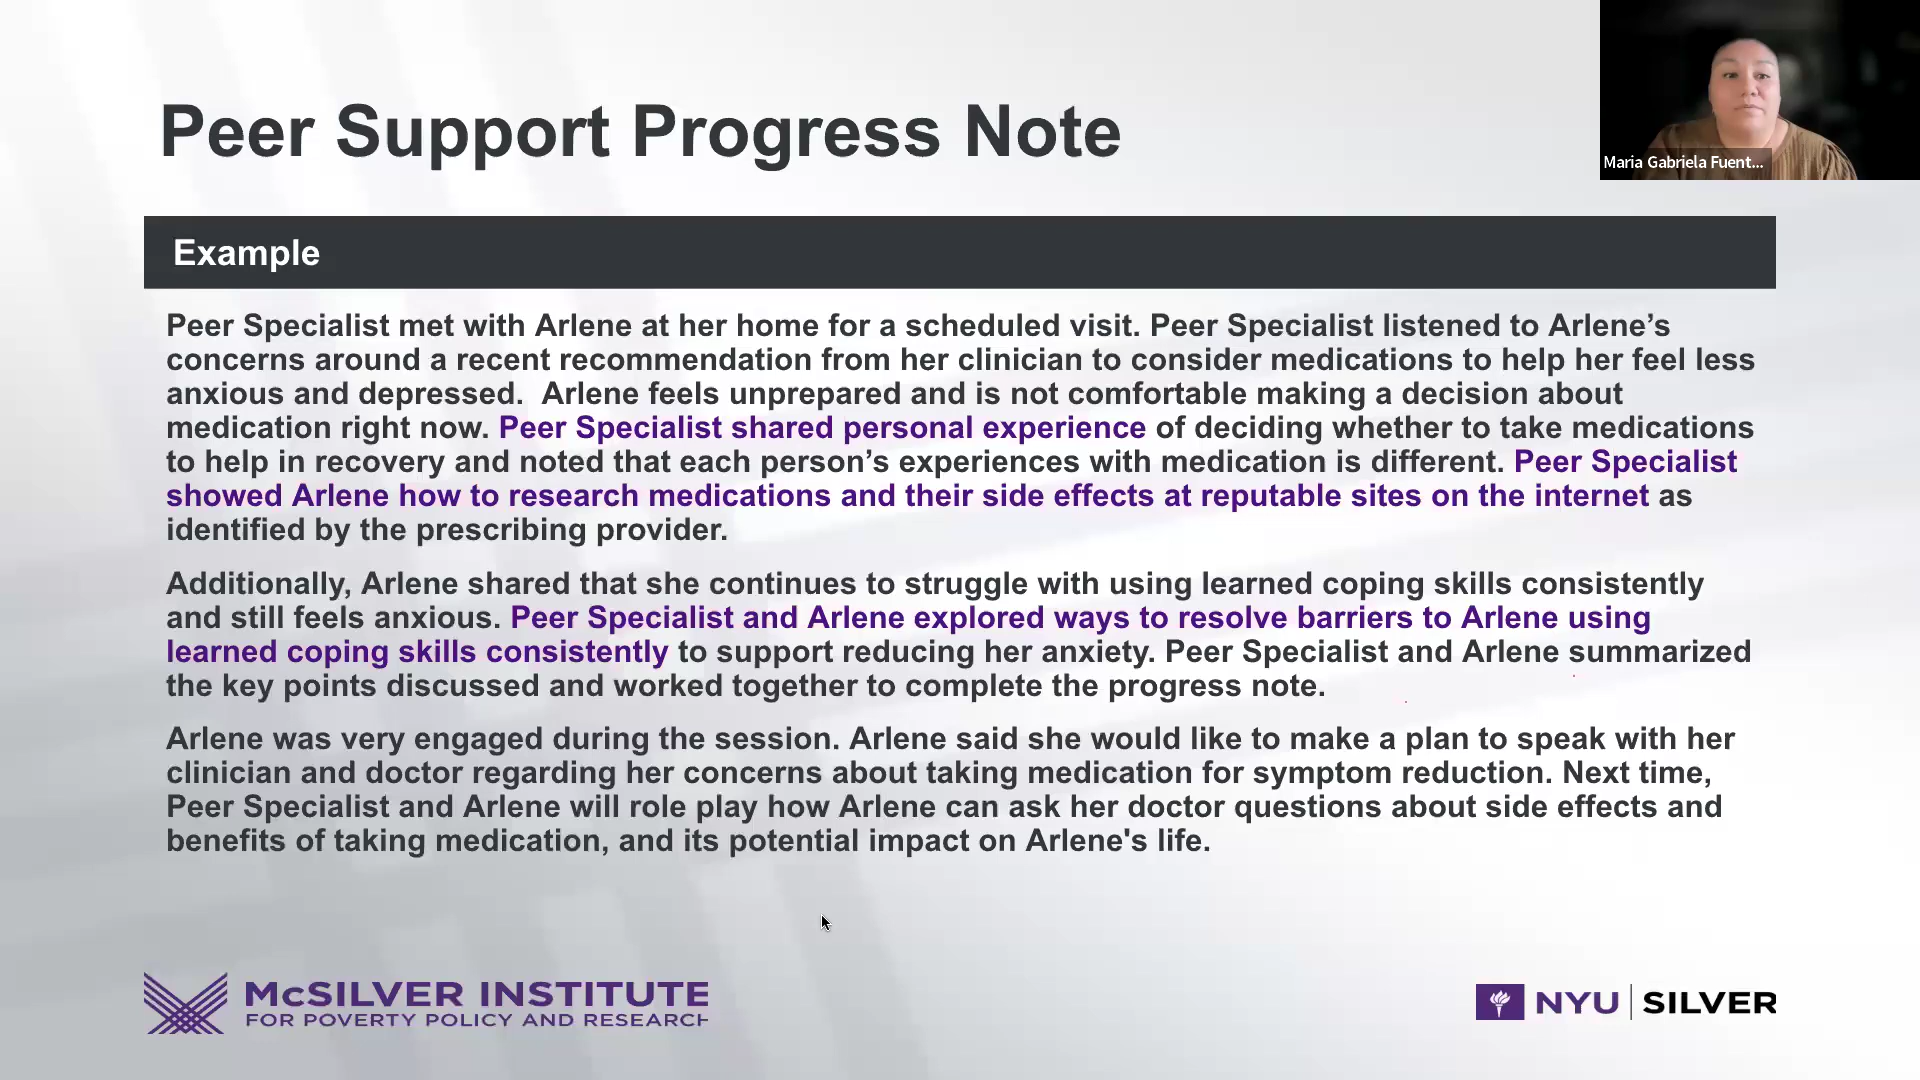 Peer Support Progress Note
Maria Gabriela Fuent...
Example
Peer Specialist met with Arlene at her home for a scheduled visit. Peer Specialist listened to Arlene’s
concerns around a recent recommendation from her clinician to consider medications to help her feel less
anxious and depressed.  Arlene feels unprepared and is not comfortable making a decision about
medication right now. Peer Specialist shared personal experience of deciding whether to take medications
to help in recovery and noted that each person’s experiences with medication is different. Peer Specialist
showed Arlene how to research medications and their side effects at reputable sites on the internet as
identified by the prescribing provider.
Additionally, Arlene shared that she continues to struggle with using learned coping skills consistently
and still feels anxious. Peer Specialist and Arlene explored ways to resolve barriers to Arlene using
learned coping skills consistently to support reducing her anxiety. Peer Specialist and Arlene summarized
the key points discussed and worked together to complete the progress note.
Arlene was very engaged during the session. Arlene said she would like to make a plan to speak with her
clinician and doctor regarding her concerns about taking medication for symptom reduction. Next time,
Peer Specialist and Arlene will role play how Arlene can ask her doctor questions about side effects and
benefits of taking medication, and its potential impact on Arlene's life.
McSILVER INSTITUTE
FOR POVERTY POLICY AND RESEARCH
NYU SILVER